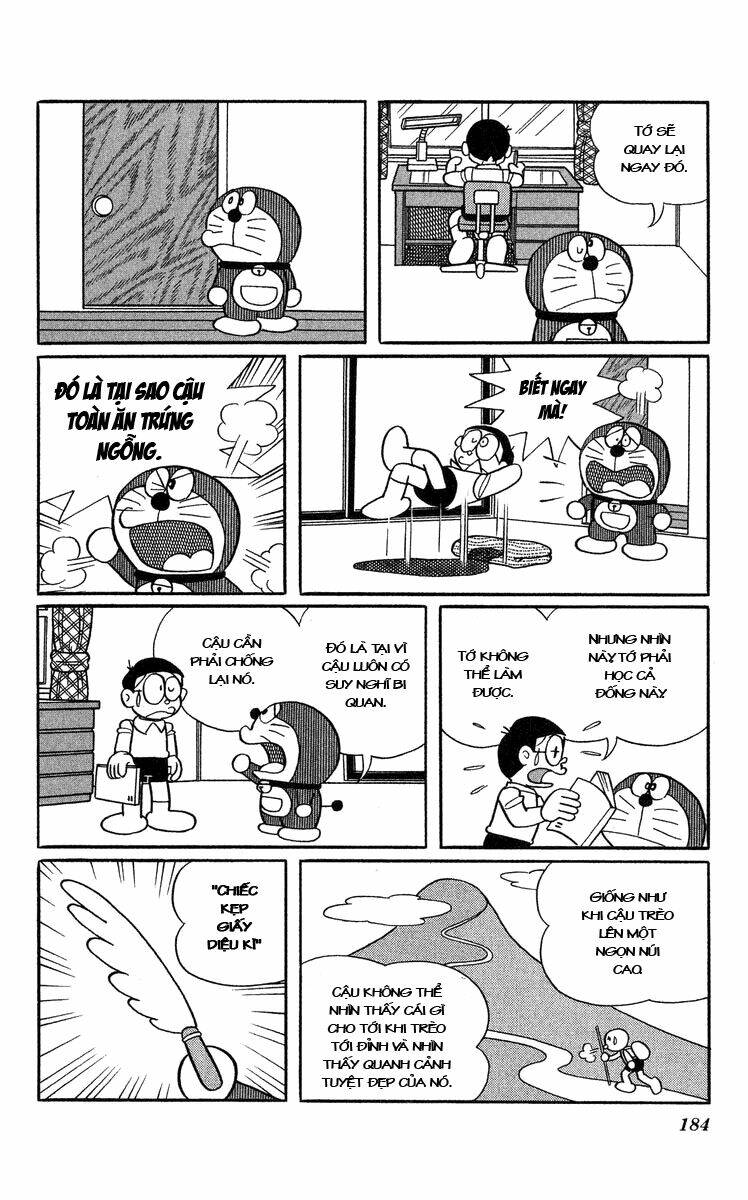 TỚ SẼ
QUAY LẠI
NGAY ĐÓ.
ĐÓ LÀ TẠI SAO CẬU
TOÀN ĂN TRỨNG
NGỖNG.
BIẾT NGAY
MÀ!
CẬU CẦN
PHẢI CHỐNG
LẠI NÓ.
ĐÓ LÀ TẠI VÌ
CẬU LUÔN CÓ
SUY NGHĨ BI
QUAN.
TỚ KHÔNG
THỂ LÀM
ĐƯỢC.
NHƯNG NHÌN
NÀY, TỚ PHẢI
HỌC CẢ
ĐỐNG NÀY
"CHIẾC
KẸP
GIẤY
DIỆU KÌ"
GIỐNG NHƯ
KHI CẬU TRÈO
LÊN MỘT
NGỌN NÚI
CAO.
CẬU KHÔNG THỂ
NHÌN THẤY CÁI GÌ
CHO TỚI KHI TRÈO
TỚI ĐỈNH VÀ NHÌN
THẤY QUANH CẢNH
TUYỆT ĐẸP CỦA NÓ.
184